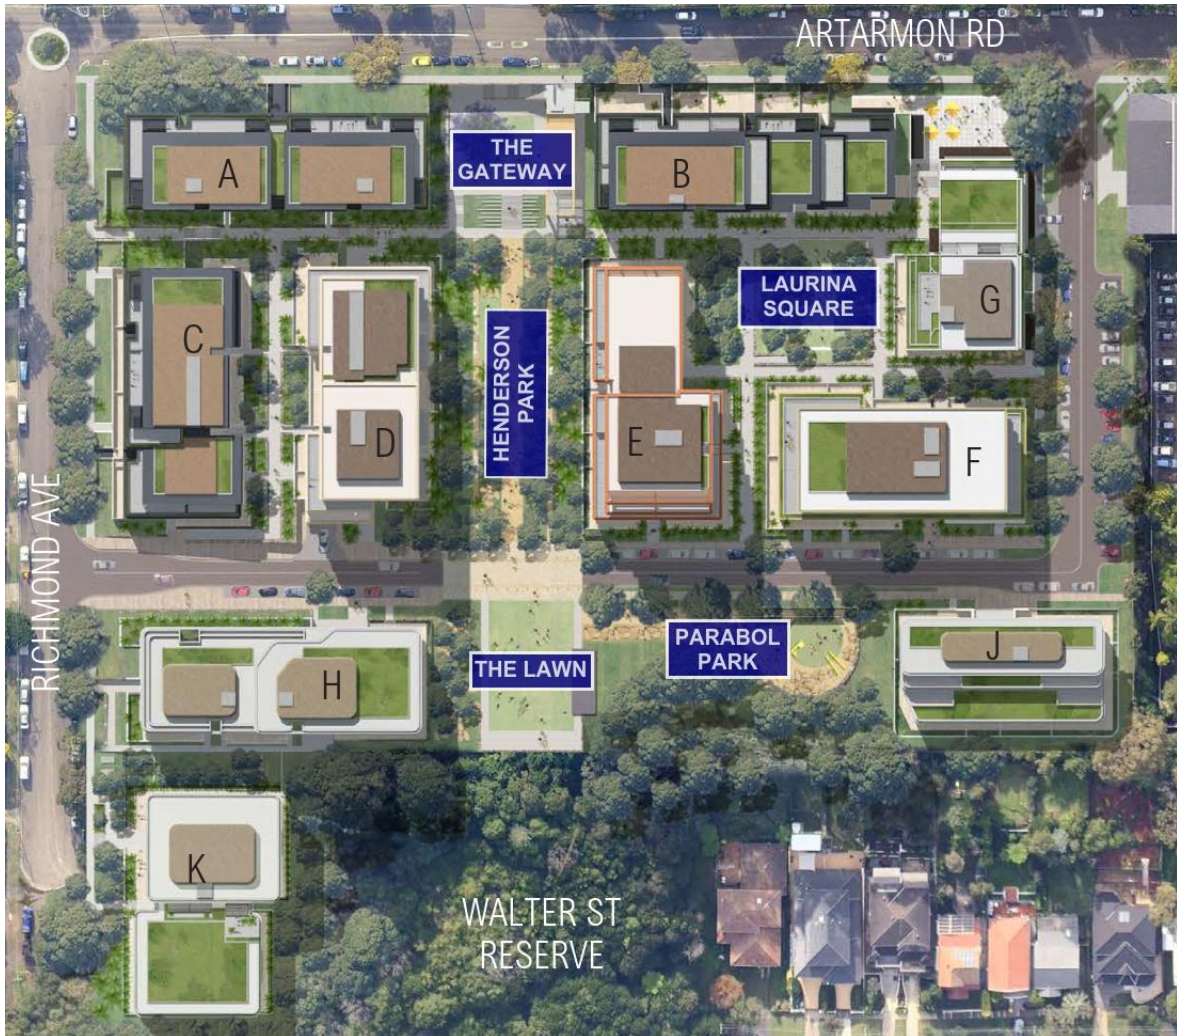 ARTARMON RD
THE
GATEWAY
A
B
LAURINA
SQUARE
G
C
HENDERSON
PARK
D
E
F
RICHMOND AVE
PARABOL
PARK
THE LAWN
H
J
K
WALTER ST
RESERVE